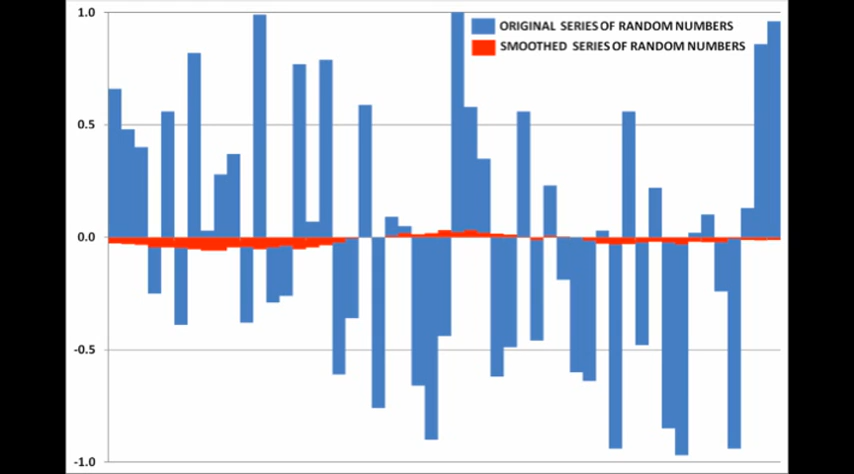 1.0
ORIGINAL SERIES OF RANDOM NUMBERS
SMOOTHED SERIES OF RANDOM NUMBERS
0.5
0.0
-0.5
-1.0